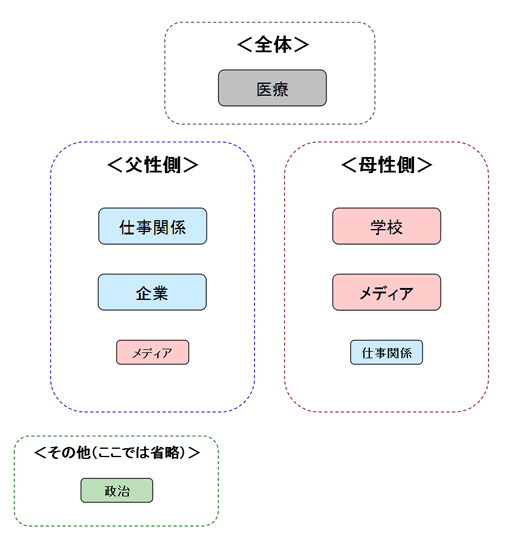 ＜全体＞
医療
＜父性側＞
仕事関係
企業
メディア
＜母性側＞
学校
メディア
仕事関係
＜その他（ここでは省略）＞
政治